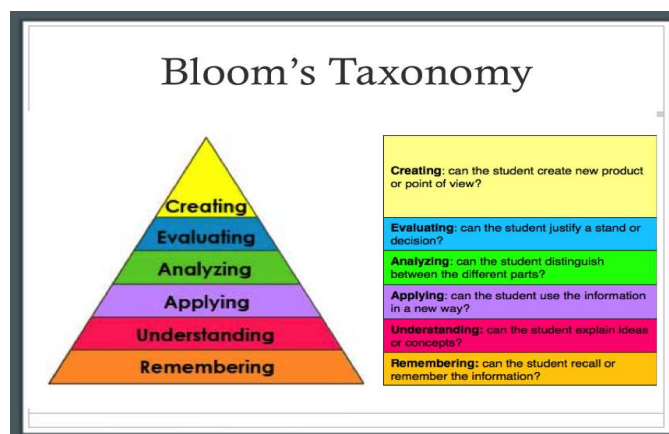 Bloom's Taxonomy
Creating
Evaluating
Analyzing
Applying
Understanding
Remembering
Creating: can the student create new product
or point of view?
Evaluating: can the student justify a stand or
decision?
Analyzing: can the student distinguish
between the different parts?
Applying: can the student use the information
in a new way?
Understanding: can the student explain ideas
or concepts?
Remembering: can the student recall or
remember the information?